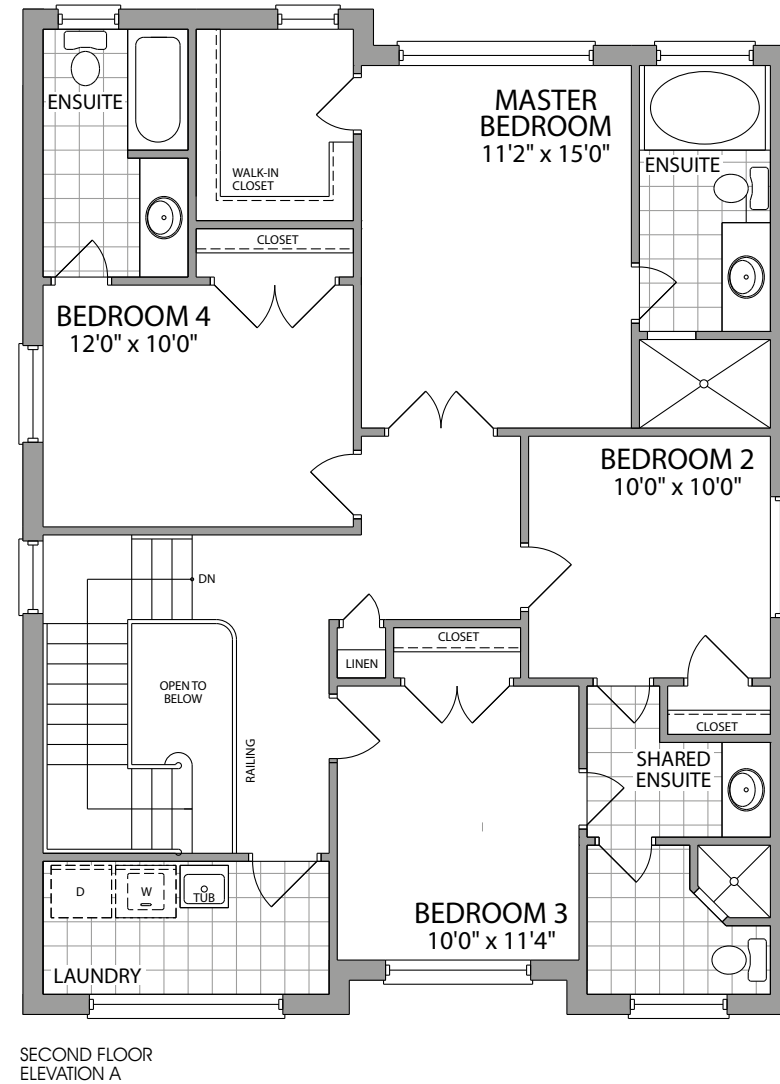 ENSUITE
MASTER
BEDROOM
11'2" x 15'0"
WALK-IN
CLOSET
ENSUITE
CLOSET
BEDROOM 4
12'0" x 10'0"
BEDROOM 2
10'0" x 10'0"
DN
LINEN
CLOSET
OPEN TO
BELOW
RAILING
CLOSET
SHARED
ENSUITE
D
W
TUB
LAUNDRY
BEDROOM 3
10'0" x 11'4"
SECOND FLOOR
ELEVATION A